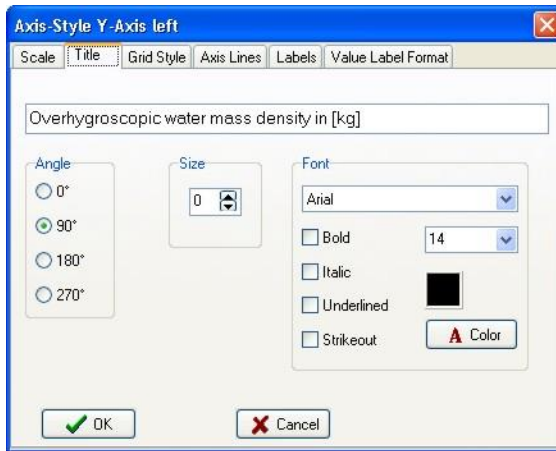 Axis-Style Y-Axis left
Scale Title Grid Style Axis Lines Labels Value Label Format
Overhygroscopic water mass density in [kg]
Angle Size Font
0° 0 Arial
90° Bold 14
180° Italic
270° Underlined
Strikeout A Color
OK Cancel